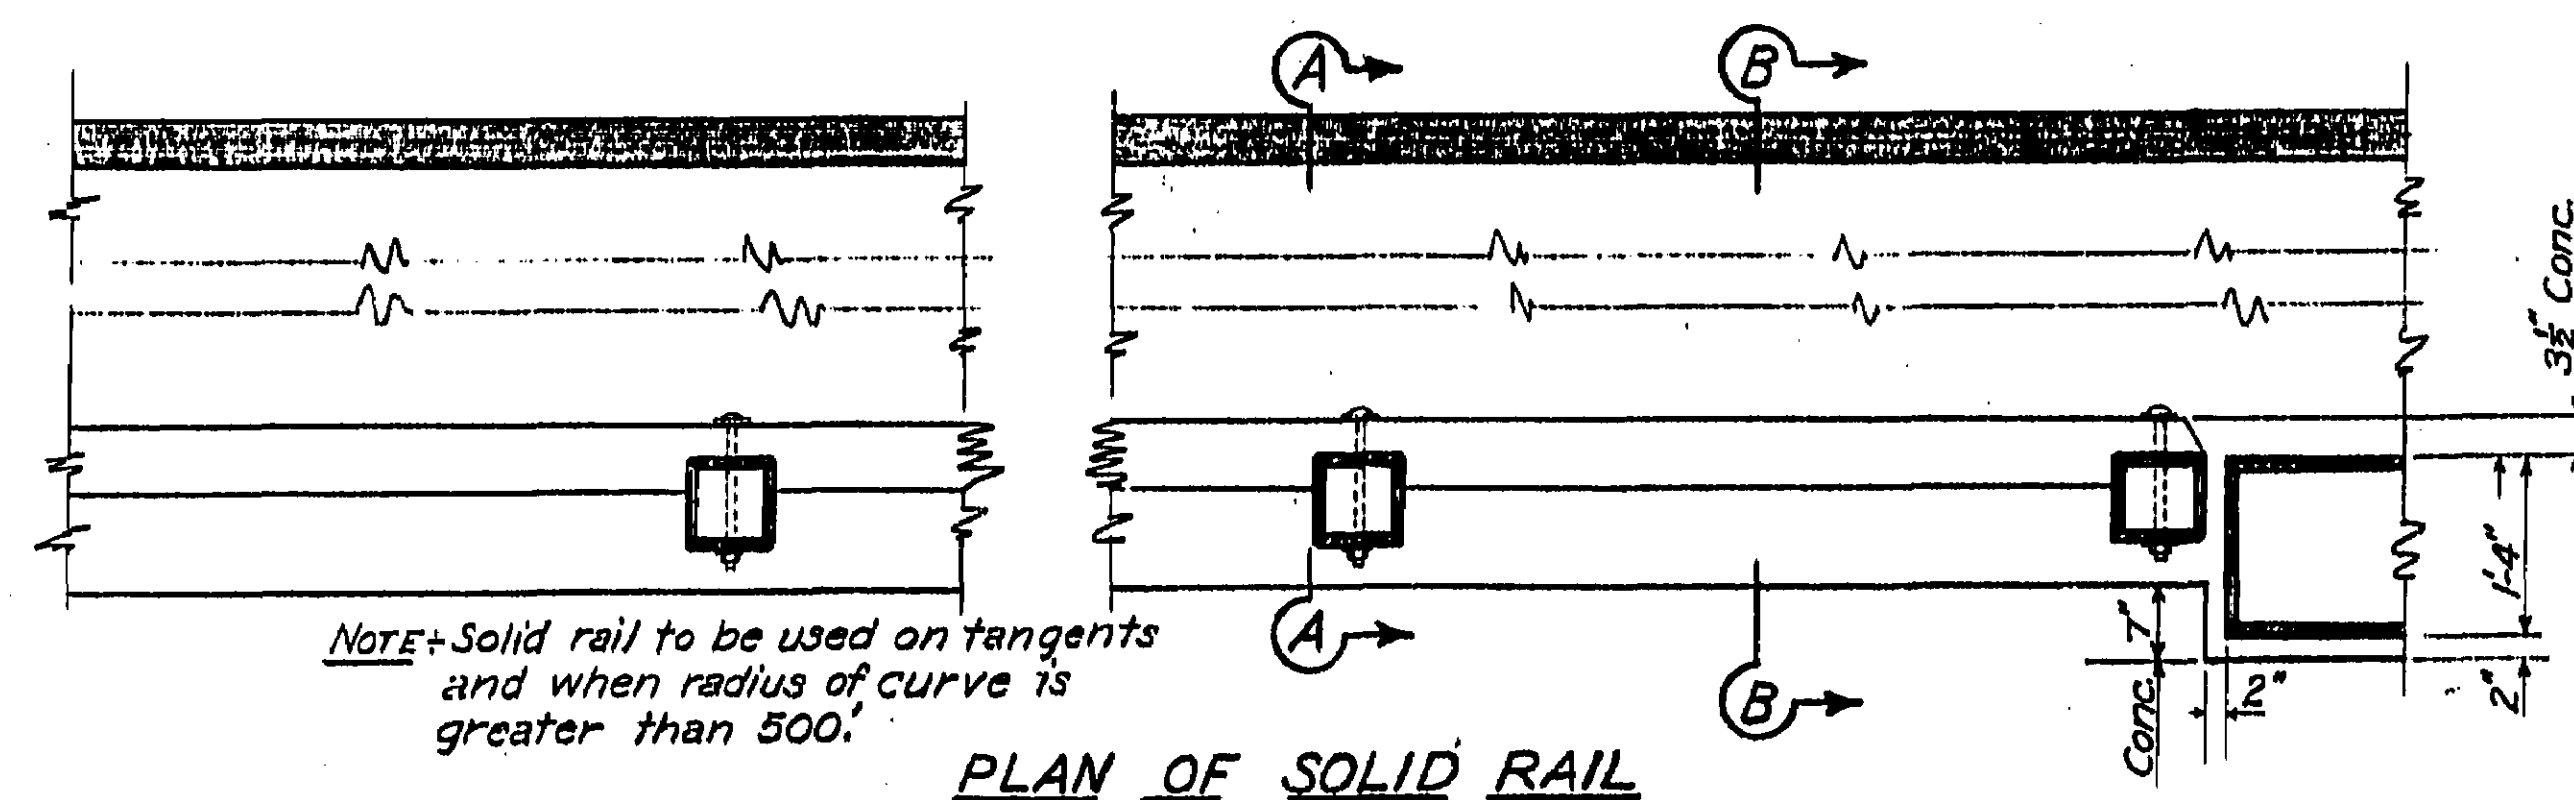 A
B
3½" Conc.
1'-4"
NOTE:- Solid rail to be used on tangents
and when radius of curve is
greater than 500.'
A
B
7"
Conc.
2"
2"
PLAN OF SOLID RAIL